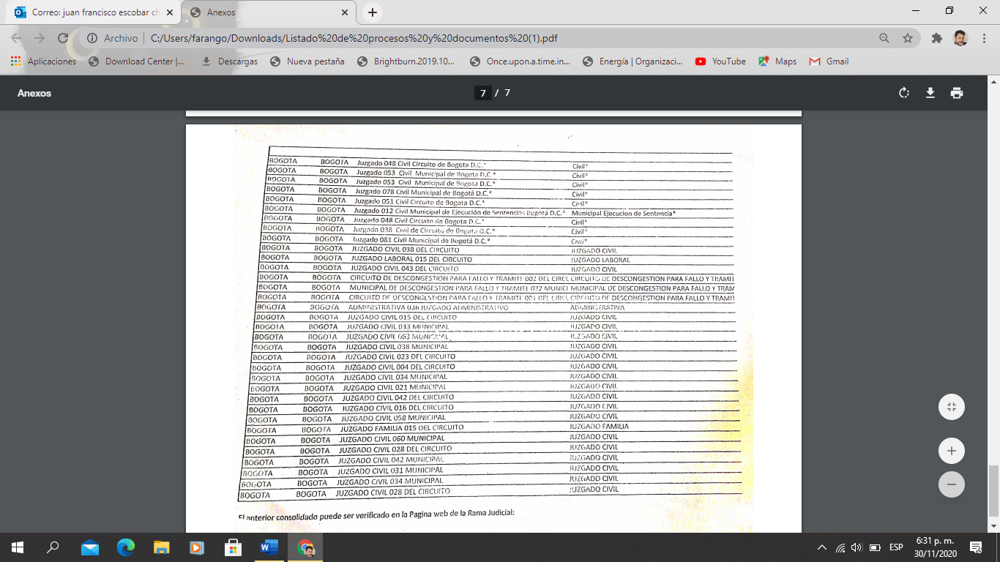 Correo: juan francisco escobar ch
Anexos
Archivo C:/Users/farango/Downloads/Listado%20de%20procesos%20y%20documentos%20(1).pdf
Aplicaciones Download Center |... Descargas Nueva pestaña Brightburn.2019.10... Once.upon.a.time.in... Energía | Organizaci... YouTube Maps Gmail
Anexos 7 / 7
BOGOTA BOGOTA Juzgado 048 Civil Circuito de Bogota D.C.* Civil*
BOGOTA BOGOTA Juzgado 053 Civil Municipal de Bogotá D.C.* Civil*
BOGOTA BOGOTA Juzgado 053 Civil Municipal de Bogotá D.C.* Civil*
BOGOTA BOGOTA Juzgado 078 Civil Municipal de Bogotá D.C.* Civil*
BOGOTA BOGOTA Juzgado 051 Civil Circuito de Bogota D.C.* Civil*
BOGOTA BOGOTA Juzgado 012 Civil Municipal de Ejecución de Sentencias Bogotá D.C.* Municipal Ejecucion de Sentencia*
BOGOTA BOGOTA Juzgado 048 Civil Circuito de Bogota D.C.* Civil*
BOGOTA BOGOTA Juzgado 038 Civil de Circuito de Bogotá D.C.* Civil*
BOGOTA BOGOTA Juzgado 081 Civil Municipal de Bogotá D.C.* Civil*
BOGOTA BOGOTA JUZGADO CIVIL 038 DEL CIRCUITO JUZGADO CIVIL
BOGOTA BOGOTA JUZGADO LABORAL 015 DEL CIRCUITO JUZGADO LABORAL
BOGOTA BOGOTA JUZGADO CIVIL 043 DEL CIRCUITO JUZGADO CIVIL
BOGOTA BOGOTA CIRCUITO DE DESCONGESTION PARA FALLO Y TRAMITE 002 DEL CIRCU CIRCUITO DE DESCONGESTION PARA FALLO Y TRAMIT
BOGOTA BOGOTA MUNICIPAL DE DESCONGESTION PARA FALLO Y TRAMITE 022 MUNICI MUNICIPAL DE DESCONGESTION PARA FALLO Y TRAM
BOGOTA BOGOTA CIRCUITO DE DESCONGESTION PARA FALLO Y TRAMITE 001 DEL CIRCU CIRCUITO DE DESCONGESTION PARA FALLO Y TRAMIT
BOGOTA BOGOTA ADMINISTRATIVA 036 JUZGADO ADMINISTRATIVO ADMINISTRATIVA
BOGOTA BOGOTA JUZGADO CIVIL 015 DEL CIRCUITO JUZGADO CIVIL
BOGOTA BOGOTA JUZGADO CIVIL 033 MUNICIPAL JUZGADO CIVIL
BOGOTA BOGOTA JUZGADO CIVIL 063 MUNICIPAL JUZGADO CIVIL
BOGOTA BOGOTA JUZGADO CIVIL 038 MUNICIPAL JUZGADO CIVIL
BOGOTA BOGOTA JUZGADO CIVIL 023 DEL CIRCUITO JUZGADO CIVIL
BOGOTA BOGOTA JUZGADO CIVIL 004 DEL CIRCUITO JUZGADO CIVIL
BOGOTA BOGOTA JUZGADO CIVIL 034 MUNICIPAL JUZGADO CIVIL
BOGOTA BOGOTA JUZGADO CIVIL 021 MUNICIPAL JUZGADO CIVIL
BOGOTA BOGOTA JUZGADO CIVIL 042 DEL CIRCUITO JUZGADO CIVIL
BOGOTA BOGOTA JUZGADO CIVIL 016 DEL CIRCUITO JUZGADO CIVIL
BOGOTA BOGOTA JUZGADO CIVIL 058 MUNICIPAL JUZGADO CIVIL
BOGOTA BOGOTA JUZGADO FAMILIA 015 DEL CIRCUITO JUZGADO FAMILIA
BOGOTA BOGOTA JUZGADO CIVIL 060 MUNICIPAL JUZGADO CIVIL
BOGOTA BOGOTA JUZGADO CIVIL 028 DEL CIRCUITO JUZGADO CIVIL
BOGOTA BOGOTA JUZGADO CIVIL 042 MUNICIPAL JUZGADO CIVIL
BOGOTA BOGOTA JUZGADO CIVIL 031 MUNICIPAL JUZGADO CIVIL
BOGOTA BOGOTA JUZGADO CIVIL 034 MUNICIPAL JUZGADO CIVIL
BOGOTA BOGOTA JUZGADO CIVIL 028 DEL CIRCUITO JUZGADO CIVIL
El anterior consolidado puede ser verificado en la Pagina web de la Rama Judicial:
ESP 6:31 p. m.
30/11/2020